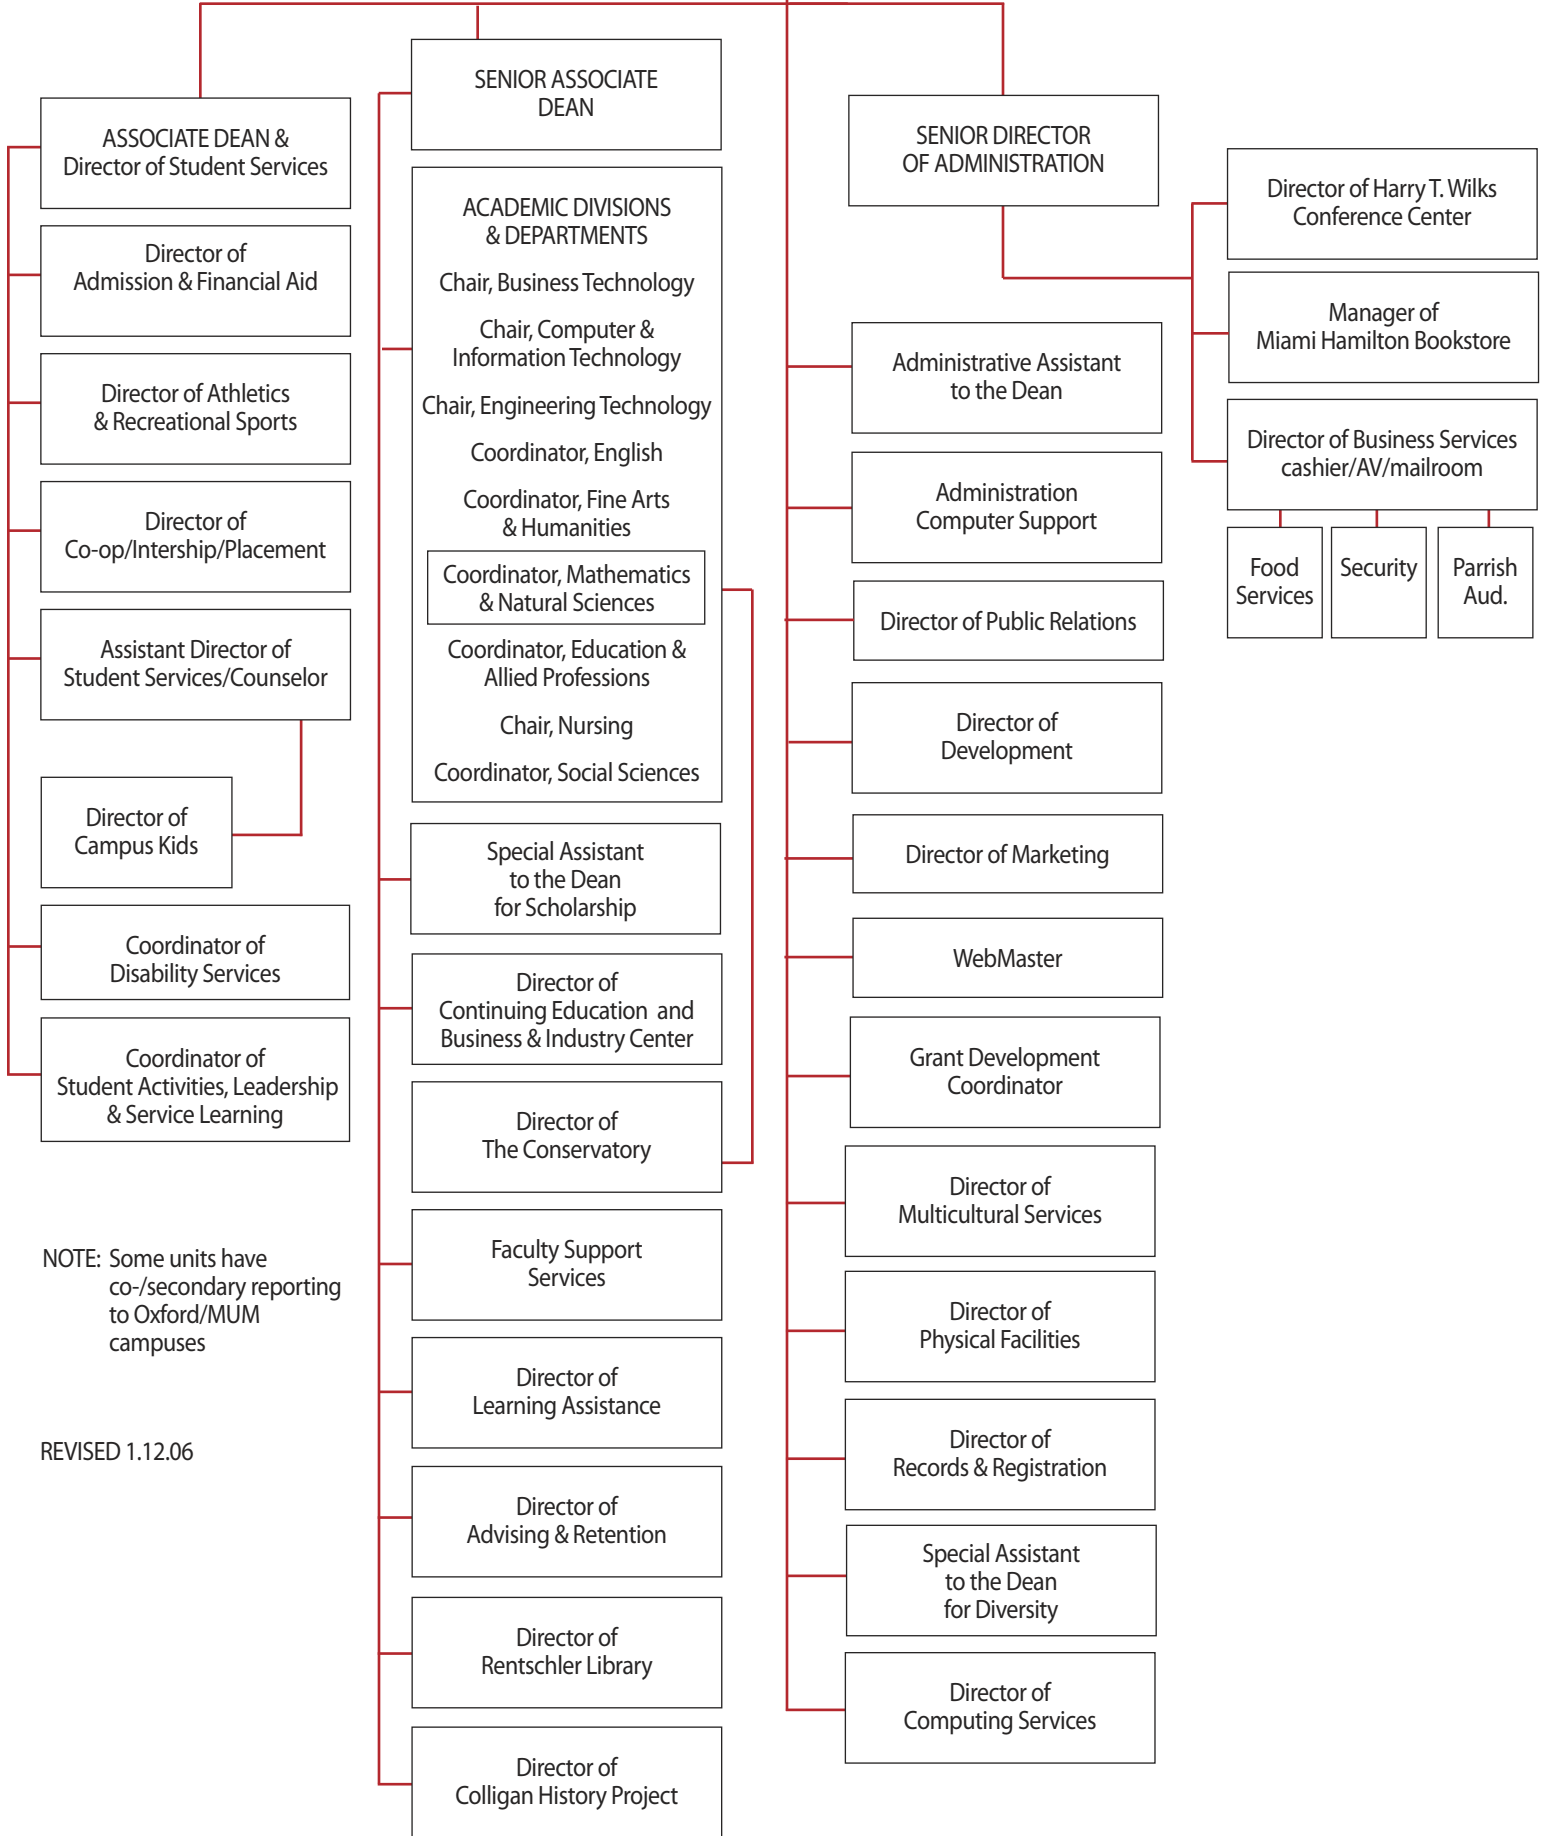 ASSOCIATE DEAN &
Director of Student Services
Director of
Admission & Financial Aid
Director of Athletics
& Recreational Sports
Director of
Co-op/Intership/Placement
Assistant Director of
Student Services/Counselor
Director of
Campus Kids
Coordinator of
Disability Services
Coordinator of
Student Activities, Leadership
& Service Learning
NOTE: Some units have
co-/secondary reporting
to Oxford/MUM
campuses
REVISED 1.12.06
SENIOR ASSOCIATE
DEAN
ACADEMIC DIVISIONS
& DEPARTMENTS
Chair, Business Technology
Chair, Computer &
Information Technology
Chair, Engineering Technology
Coordinator, English
Coordinator, Fine Arts
& Humanities
Coordinator, Mathematics
& Natural Sciences
Coordinator, Education &
Allied Professions
Chair, Nursing
Coordinator, Social Sciences
Special Assistant
to the Dean
for Scholarship
Director of
Continuing Education and
Business & Industry Center
Director of
The Conservatory
Faculty Support
Services
Director of
Learning Assistance
Director of
Advising & Retention
Director of
Rentschler Library
Director of
Colligan History Project
SENIOR DIRECTOR
OF ADMINISTRATION
Administrative Assistant
to the Dean
Administration
Computer Support
Director of Public Relations
Director of
Development
Director of Marketing
WebMaster
Grant Development
Coordinator
Director of
Multicultural Services
Director of
Physical Facilities
Director of
Records & Registration
Special Assistant
to the Dean
for Diversity
Director of
Computing Services
Director of Harry T. Wilks
Conference Center
Manager of
Miami Hamilton Bookstore
Director of Business Services
cashier/AV/mailroom
Food
Services
Security
Parrish
Aud.